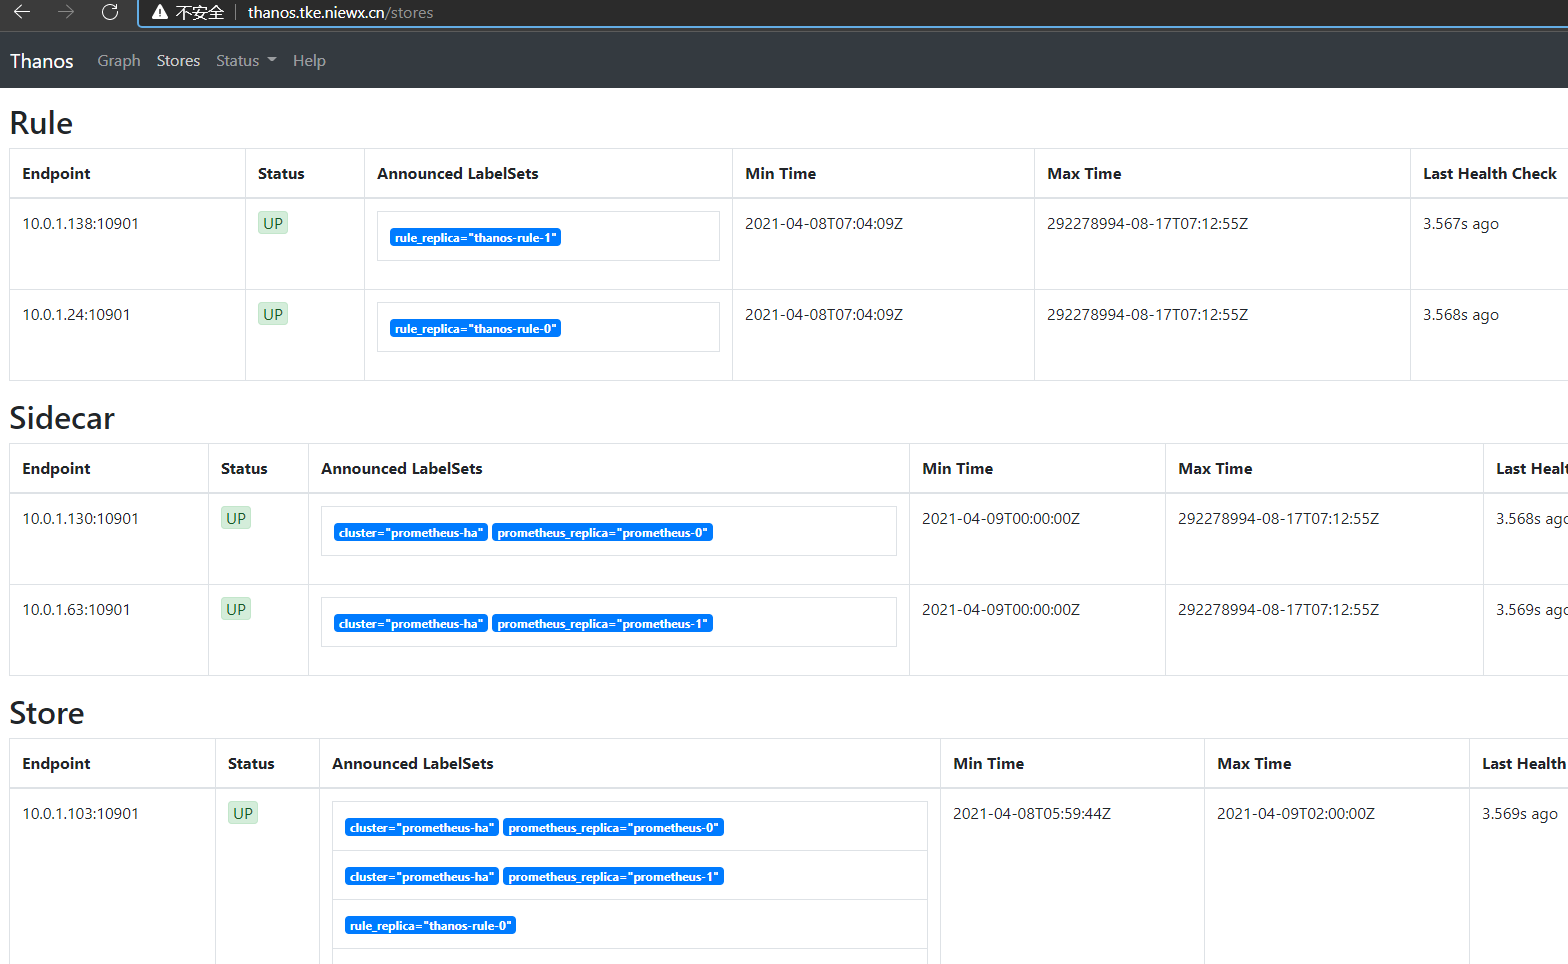 不安全 thanos.tke.niewx.cn/stores
Thanos Graph Stores Status Help
Rule
Endpoint Status Announced LabelSets Min Time Max Time Last Health Check
10.0.1.138:10901 UP rule_replica="thanos-rule-1" 2021-04-08T07:04:09Z 292278994-08-17T07:12:55Z 3.567s ago
10.0.1.24:10901 UP rule_replica="thanos-rule-0" 2021-04-08T07:04:09Z 292278994-08-17T07:12:55Z 3.568s ago
Sidecar
Endpoint Status Announced LabelSets Min Time Max Time Last Healt
10.0.1.130:10901 UP cluster="prometheus-ha" prometheus_replica="prometheus-0" 2021-04-09T00:00:00Z 292278994-08-17T07:12:55Z 3.568s ago
10.0.1.63:10901 UP cluster="prometheus-ha" prometheus_replica="prometheus-1" 2021-04-09T00:00:00Z 292278994-08-17T07:12:55Z 3.569s ago
Store
Endpoint Status Announced LabelSets Min Time Max Time Last Health
10.0.1.103:10901 UP cluster="prometheus-ha" prometheus_replica="prometheus-0" 2021-04-08T05:59:44Z 2021-04-09T02:00:00Z 3.569s ago
cluster="prometheus-ha" prometheus_replica="prometheus-1"
rule_replica="thanos-rule-0"